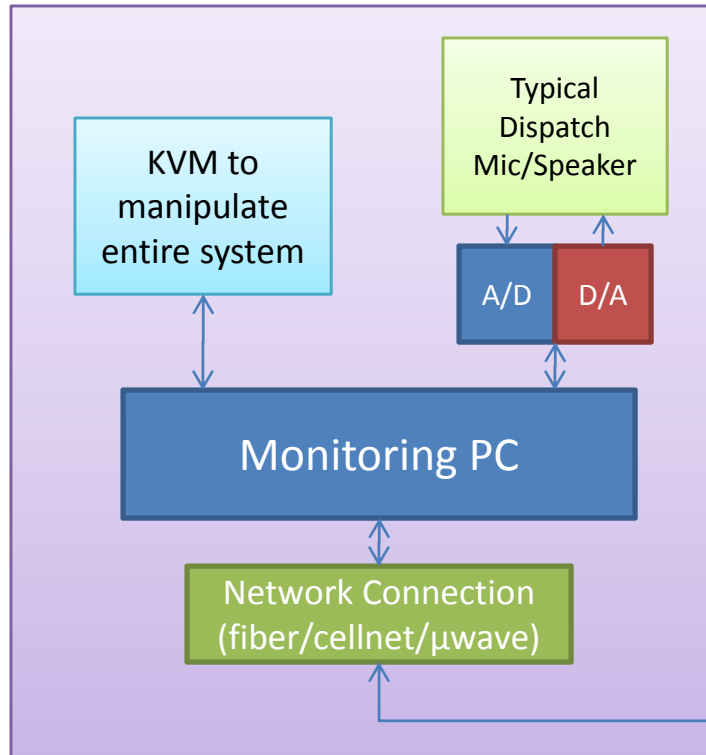 Typical
Dispatch
Mic/Speaker
KVM to
manipulate
entire system
A/D
D/A
Monitoring PC
Network Connection
(fiber/cellnet/µwave)